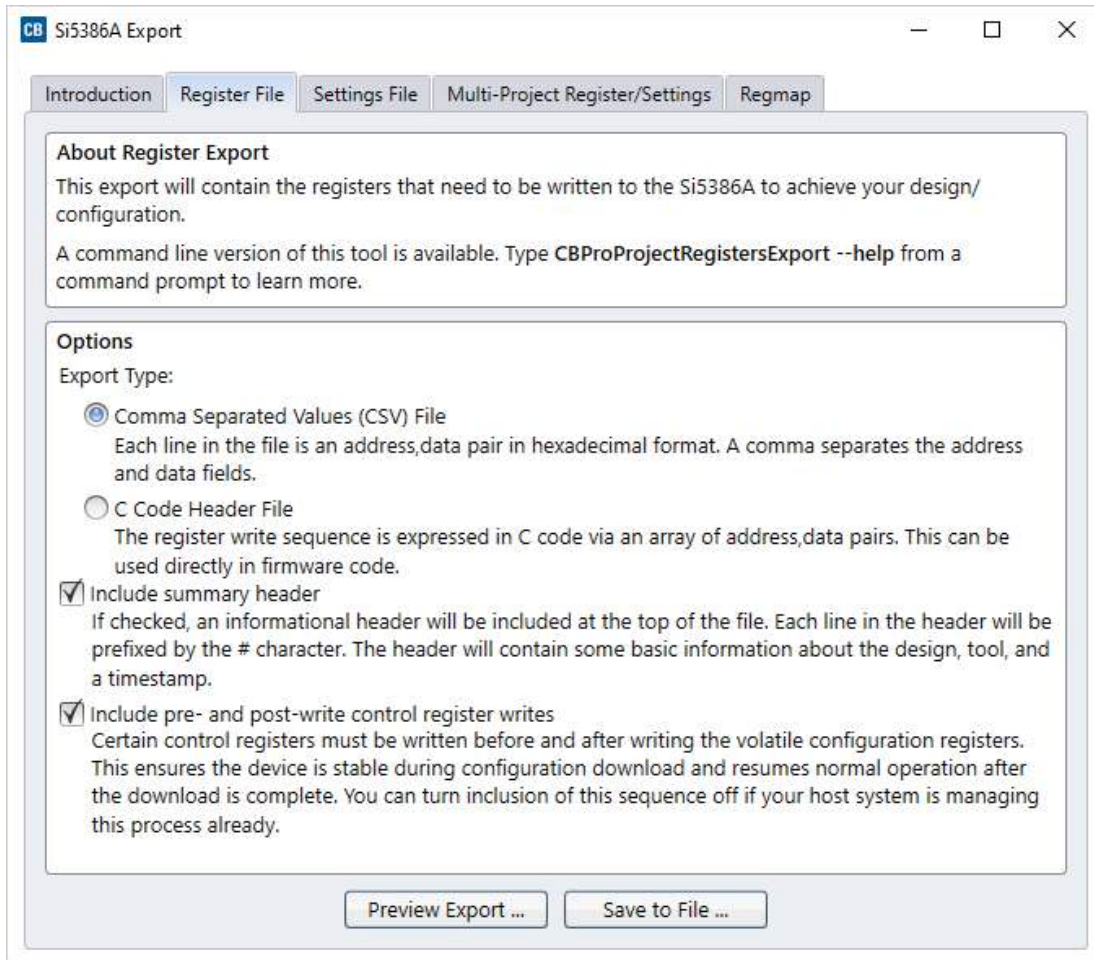 CB Si5386A Export
Introduction Register File Settings File Multi-Project Register/Settings Regmap
About Register Export
This export will contain the registers that need to be written to the Si5386A to achieve your design/
configuration.
A command line version of this tool is available. Type CBProProjectRegistersExport --help from a
command prompt to learn more.
Options
Export Type:
Comma Separated Values (CSV) File
Each line in the file is an address,data pair in hexadecimal format. A comma separates the address
and data fields.
C Code Header File
The register write sequence is expressed in C code via an array of address,data pairs. This can be
used directly in firmware code.
Include summary header
If checked, an informational header will be included at the top of the file. Each line in the header will be
prefixed by the # character. The header will contain some basic information about the design, tool, and
a timestamp.
Include pre- and post-write control register writes
Certain control registers must be written before and after writing the volatile configuration registers.
This ensures the device is stable during configuration download and resumes normal operation after
the download is complete. You can turn inclusion of this sequence off if your host system is managing
this process already.
Preview Export ... Save to File ...